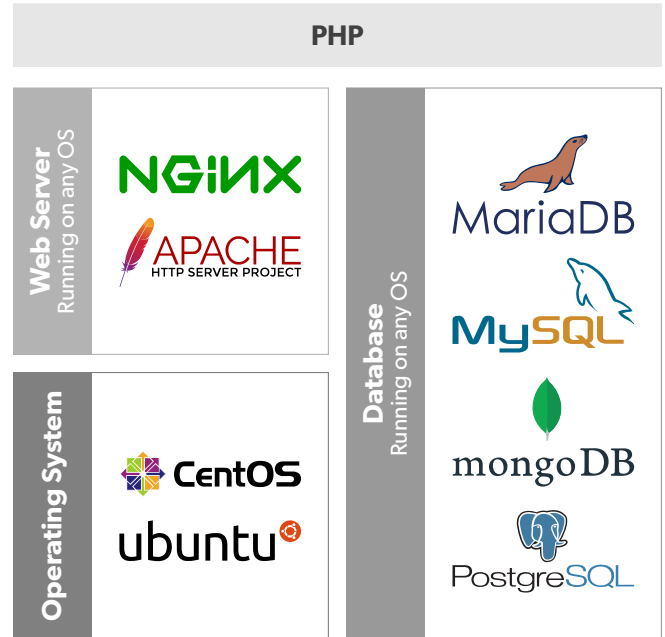 PHP
Web Server
Running on any OS
NGiNX
APACHE
HTTP SERVER PROJECT
Operating System
CentOS
ubuntu
Database
Running on any OS
MariaDB
MySQL
mongoDB
PostgreSQL